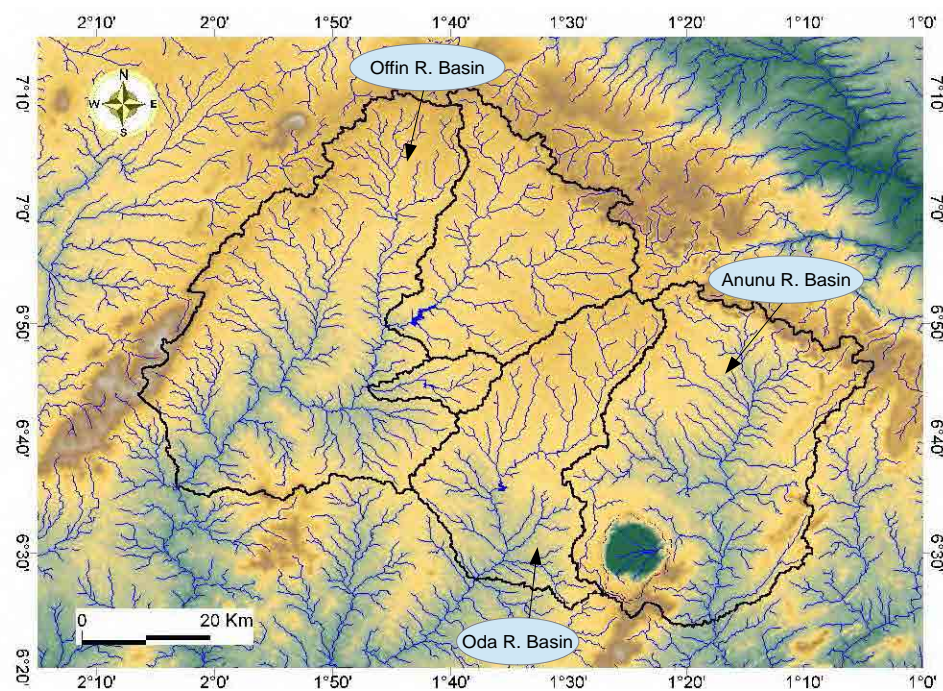 2°10' 2°0' 1°50' 1°40' 1°30' 1°20' 1°10' 1°0'
Offin R. Basin
N
W E
S
7°10' 7°10'
7°0' 7°0'
Anunu R. Basin
6°50' 6°50'
6°40' 6°40'
6°30' 6°30'
0 20 Km
Oda R. Basin
6°20' 6°20'
2°10' 2°0' 1°50' 1°40' 1°30' 1°20' 1°10' 1°0'